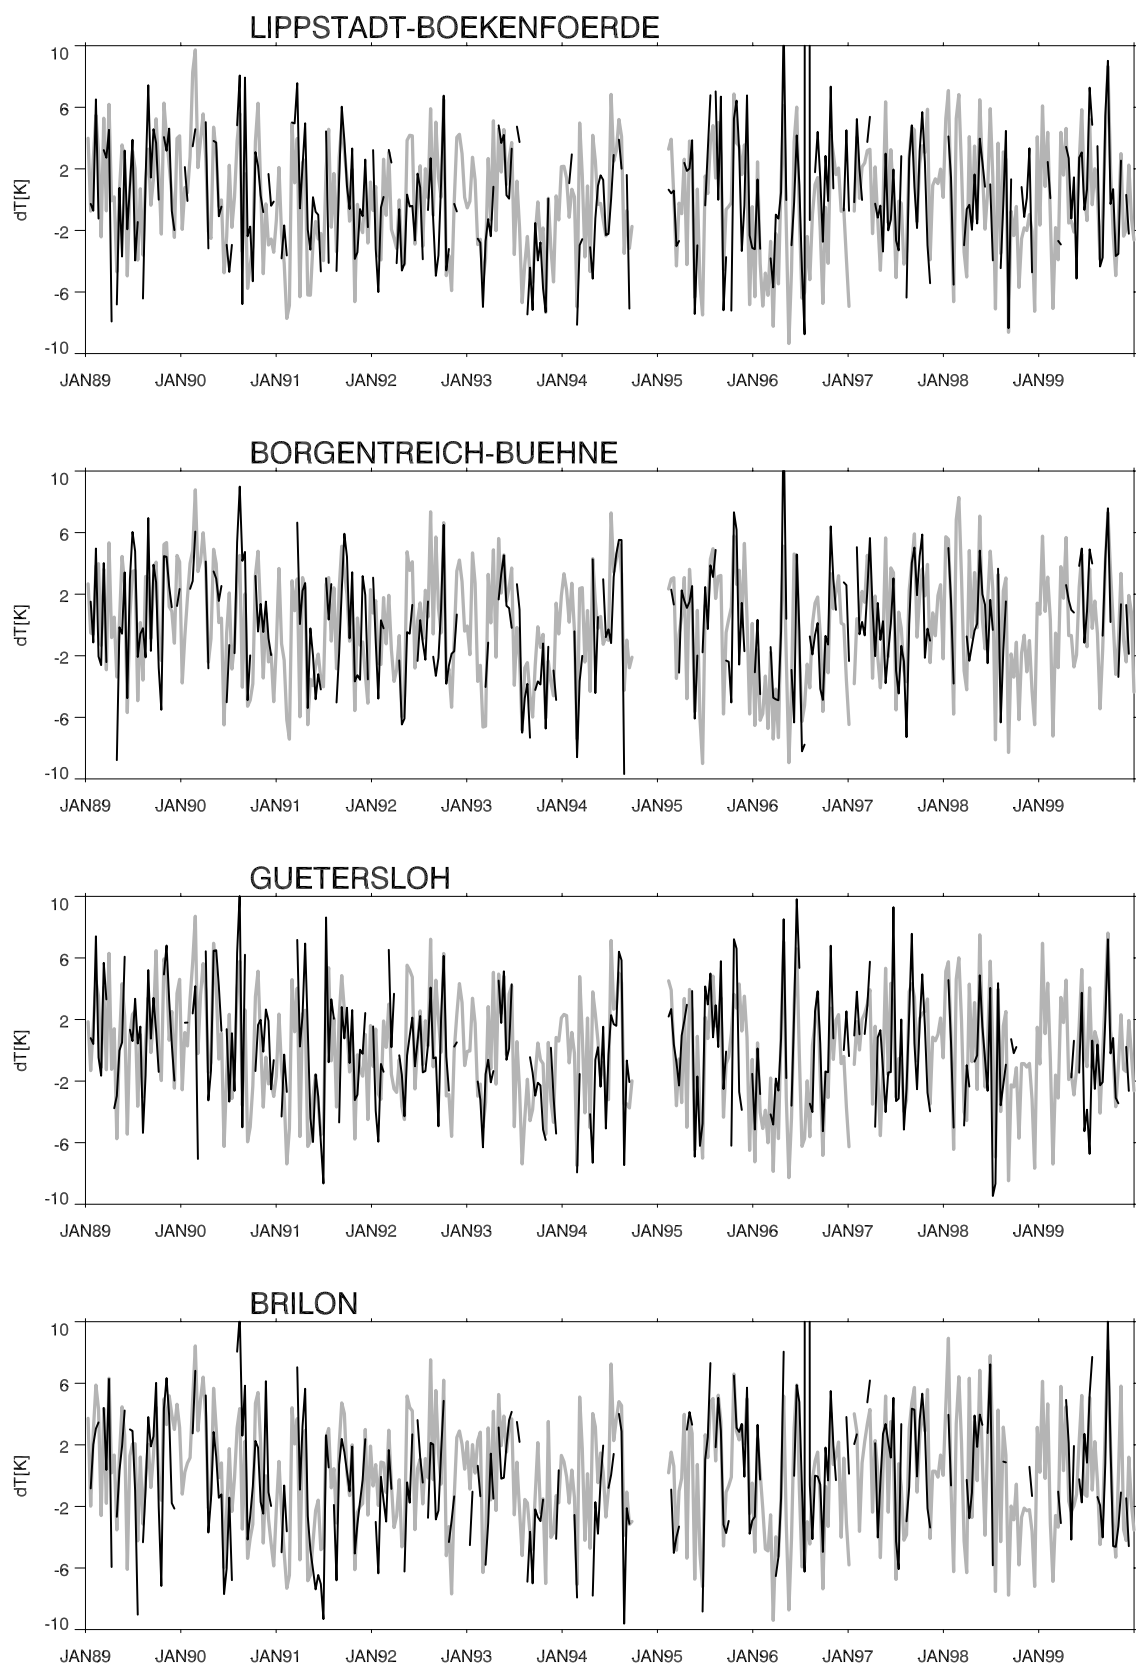 LIPPSTADT-BOEKENFOERDE
10
6
2
-2
-6
-10
dT[K]
JAN89 JAN90 JAN91 JAN92 JAN93 JAN94 JAN95 JAN96 JAN97 JAN98 JAN99
BORGENTREICH-BUEHNE
10
6
2
-2
-6
-10
dT[K]
JAN89 JAN90 JAN91 JAN92 JAN93 JAN94 JAN95 JAN96 JAN97 JAN98 JAN99
GUETERSLOH
10
6
2
-2
-6
-10
dT[K]
JAN89 JAN90 JAN91 JAN92 JAN93 JAN94 JAN95 JAN96 JAN97 JAN98 JAN99
BRILON
10
6
2
-2
-6
-10
dT[K]
JAN89 JAN90 JAN91 JAN92 JAN93 JAN94 JAN95 JAN96 JAN97 JAN98 JAN99